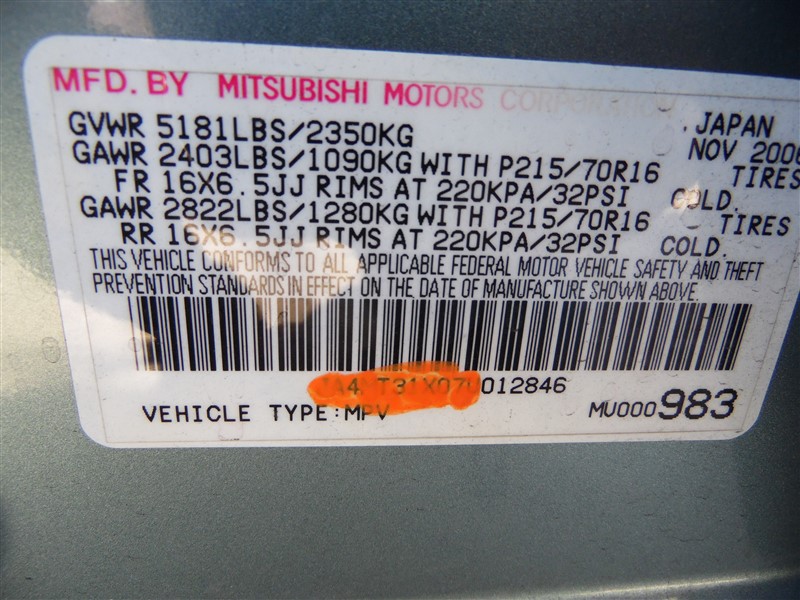 MFD. BY MITSUBISHI MOTORS CORPORATION
JAPAN
GVWR 5181LBS/2350KG NOV 2006
GAWR 2403LBS/1090KG WITH P215/70R16 TIRES
FR 16X6.5JJ RIMS AT 220KPA/32PSI COLD.
GAWR 2822LBS/1280KG WITH P215/70R16 TIRES
RR 16X6.5JJ RIMS AT 220KPA/32PSI COLD.
THIS VEHICLE CONFORMS TO ALL APPLICABLE FEDERAL MOTOR VEHICLE SAFETY AND THEFT
PREVENTION STANDARDS IN EFFECT ON THE DATE OF MANUFACTURE SHOWN ABOVE.
VEHICLE TYPE:MPV MU000983